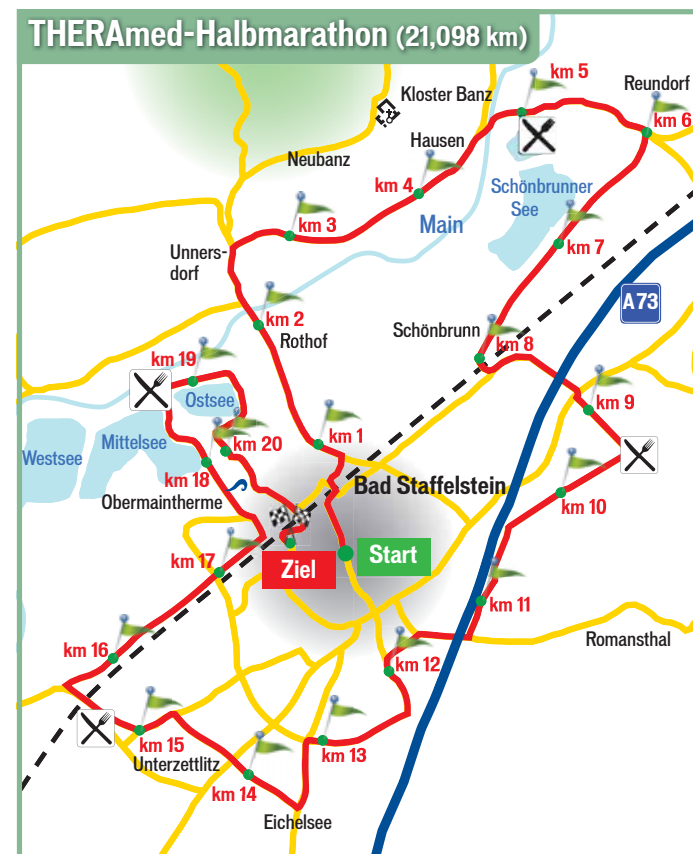 THERAmed-Halbmarathon (21,098 km)
km 5
Reundorf
Kloster Banz
km 6
Hausen
Neubanz
km 4
Schönbrunner
See
km 3
Main
km 7
Unners-
dorf
A73
km 2
Rothof
Schönbrunn
km 8
km 19
Ostsee
km 9
km 1
km 20
Mittelsee
Westsee
km 18
Bad Staffelstein
km 10
Obermaintherme
km 17
Ziel
Start
km 11
Romansthal
km 16
km 12
km 15
km 13
Unterzettlitz
km 14
Eichelsee